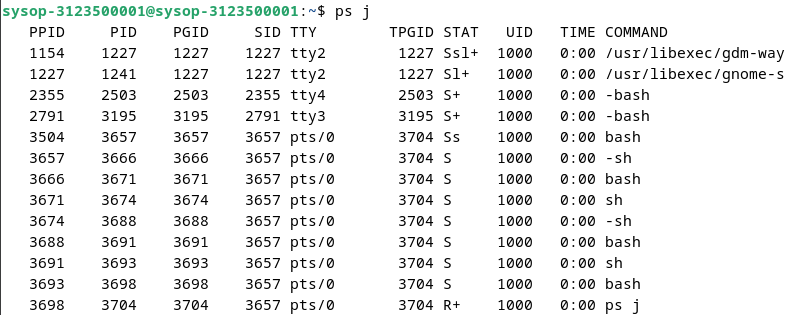 sysop-3123500001@sysop-3123500001:~$ ps j
PPID PID PGID SID TTY TPGID STAT UID TIME COMMAND
1154 1227 1227 1227 tty2 1227 Ssl+ 1000 0:00 /usr/libexec/gdm-way
1227 1241 1227 1227 tty2 1227 Sl+ 1000 0:00 /usr/libexec/gnome-s
2355 2503 2503 2355 tty4 2503 S+ 1000 0:00 -bash
2791 3195 3195 2791 tty3 3195 S+ 1000 0:00 -bash
3504 3657 3657 3657 pts/0 3704 Ss 1000 0:00 bash
3657 3666 3666 3657 pts/0 3704 S 1000 0:00 -sh
3666 3671 3671 3657 pts/0 3704 S 1000 0:00 bash
3671 3674 3674 3657 pts/0 3704 S 1000 0:00 sh
3674 3688 3688 3657 pts/0 3704 S 1000 0:00 -sh
3688 3691 3691 3657 pts/0 3704 S 1000 0:00 bash
3691 3693 3693 3657 pts/0 3704 S 1000 0:00 sh
3693 3698 3698 3657 pts/0 3704 S 1000 0:00 bash
3698 3704 3704 3657 pts/0 3704 R+ 1000 0:00 ps j